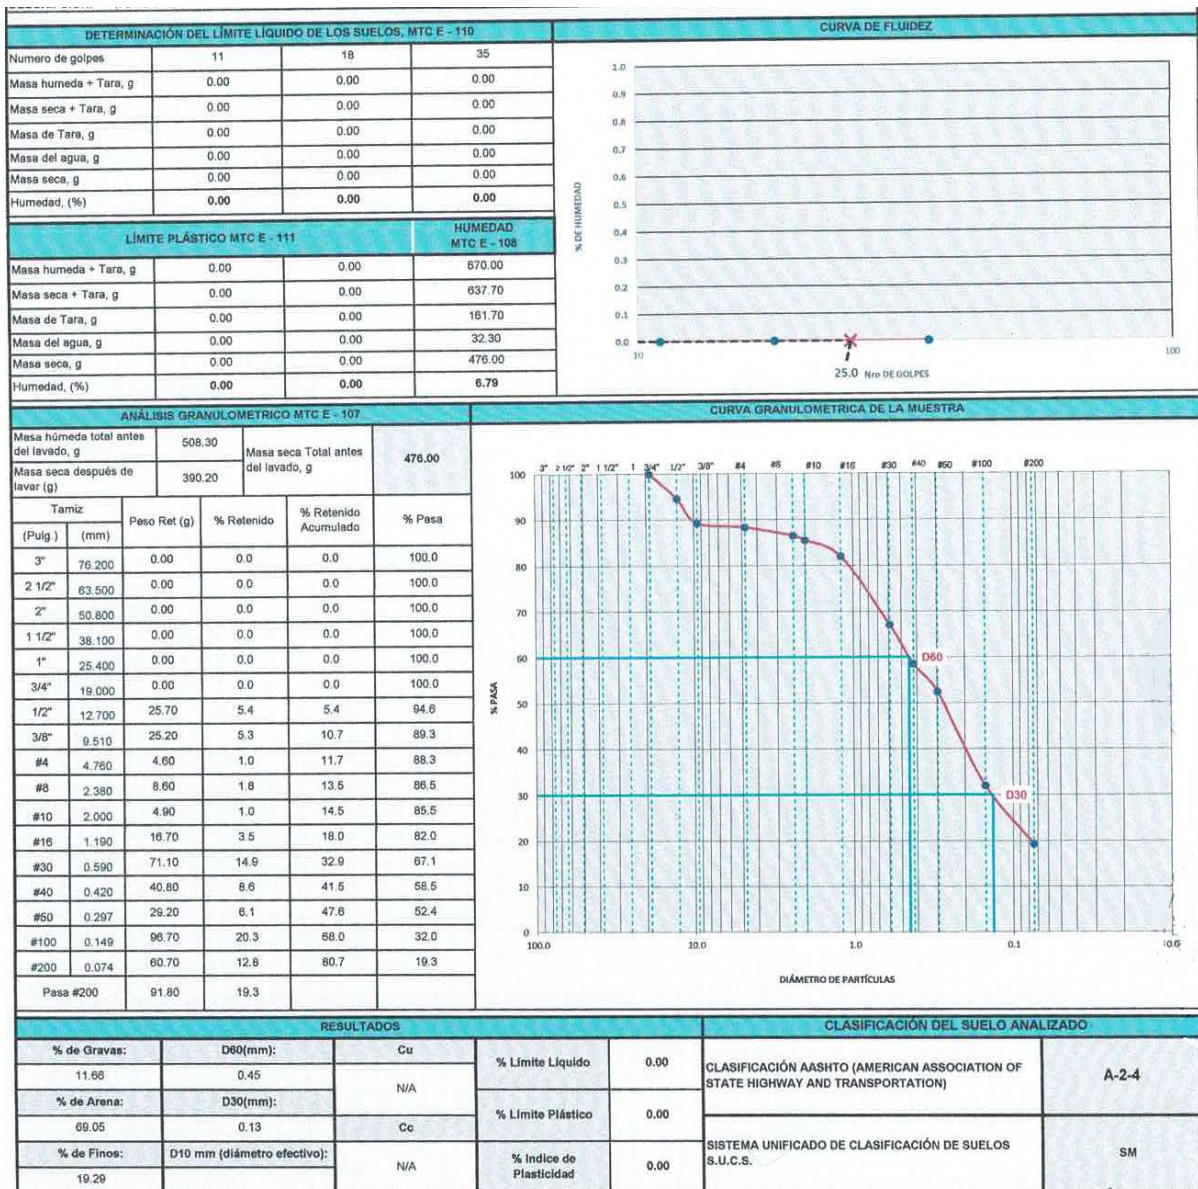 DETERMINACIÓN DEL LÍMITE LÍQUIDO DE LOS SUELOS, MTC E - 110
Numero de golpes 11 18 35
Masa humeda + Tara, g 0.00 0.00 0.00
Masa seca + Tara, g 0.00 0.00 0.00
Masa de Tara, g 0.00 0.00 0.00
Masa del agua, g 0.00 0.00 0.00
Masa seca, g 0.00 0.00 0.00
Humedad, (%) 0.00 0.00 0.00
LÍMITE PLÁSTICO MTC E - 111 HUMEDAD MTC E - 108
Masa humeda + Tara, g 0.00 0.00 670.00
Masa seca + Tara, g 0.00 0.00 637.70
Masa de Tara, g 0.00 0.00 161.70
Masa del agua, g 0.00 0.00 32.30
Masa seca, g 0.00 0.00 476.00
Humedad, (%) 0.00 0.00 6.79
CURVA DE FLUIDEZ
1.0
0.9
0.8
0.7
0.6
0.5
0.4
0.3
0.2
0.1
0.0
% DE HUMEDAD
10 100
25.0 Nro DE GOLPES
ANÁLISIS GRANULOMETRICO MTC E - 107
Masa húmeda total antes del lavado, g 508.30
Masa seca después de lavar (g) 390.20
Masa seca Total antes del lavado, g 476.00
Tamiz Peso Ret (g) % Retenido % Retenido Acumulado % Pasa
(Pulg.) (mm)
3" 76.200 0.00 0.0 0.0 100.0
2 1/2" 63.500 0.00 0.0 0.0 100.0
2" 50.800 0.00 0.0 0.0 100.0
1 1/2" 38.100 0.00 0.0 0.0 100.0
1" 25.400 0.00 0.0 0.0 100.0
3/4" 19.000 0.00 0.0 0.0 100.0
1/2" 12.700 25.70 5.4 5.4 94.6
3/8" 9.510 25.20 5.3 10.7 89.3
#4 4.760 4.60 1.0 11.7 88.3
#8 2.380 8.60 1.8 13.5 86.5
#10 2.000 4.90 1.0 14.5 85.5
#16 1.190 16.70 3.5 18.0 82.0
#30 0.590 71.10 14.9 32.9 67.1
#40 0.420 40.80 8.6 41.5 58.5
#50 0.297 29.20 6.1 47.6 52.4
#100 0.149 96.70 20.3 68.0 32.0
#200 0.074 60.70 12.8 80.7 19.3
Pasa #200 91.80 19.3
CURVA GRANULOMETRICA DE LA MUESTRA
3" 2 1/2" 2" 1 1/2" 1 3/4" 1/2" 3/8" #4 #8 #10 #16 #30 #40 #50 #100 #200
100
90
80
70
60
50
40
30
20
10
0
% PASA
D60
D30
100.0 10.0 1.0 0.1
DIÁMETRO DE PARTÍCULAS
RESULTADOS
% de Gravas: D60(mm): Cu
11.66 0.45 N/A
% de Arena: D30(mm):
69.05 0.13 Cc
% de Finos: D10 mm (diámetro efectivo): N/A
19.29
% Límite Liquido 0.00
% Límite Plástico 0.00
% Indice de Plasticidad 0.00
CLASIFICACIÓN DEL SUELO ANALIZADO
CLASIFICACIÓN AASHTO (AMERICAN ASSOCIATION OF STATE HIGHWAY AND TRANSPORTATION) A-2-4
SISTEMA UNIFICADO DE CLASIFICACIÓN DE SUELOS S.U.C.S. SM